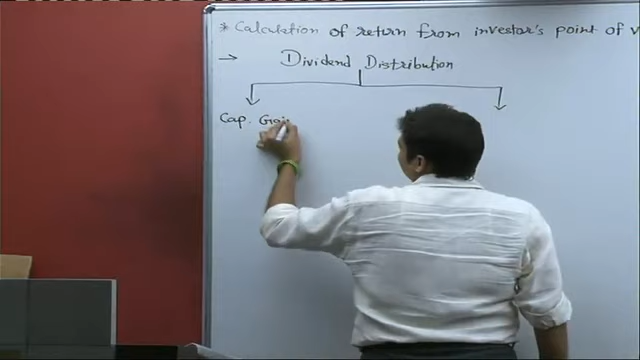 * Calculation of return from investor's point of
→ Dividend Distribution
Cap. Gai